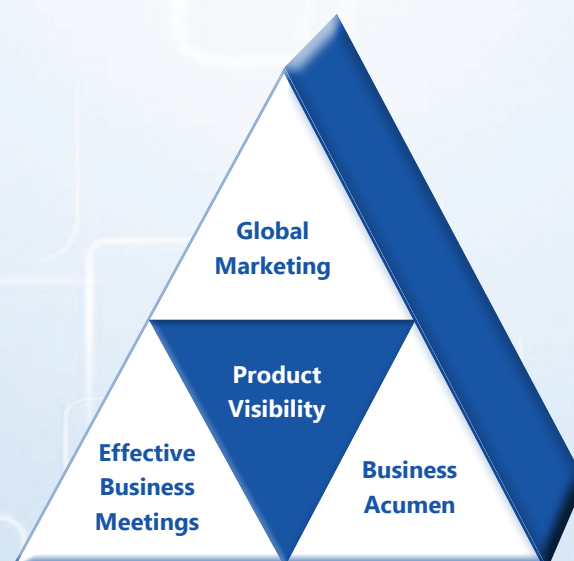 Global
Marketing
Product
Visibility
Effective
Business
Meetings
Business
Acumen